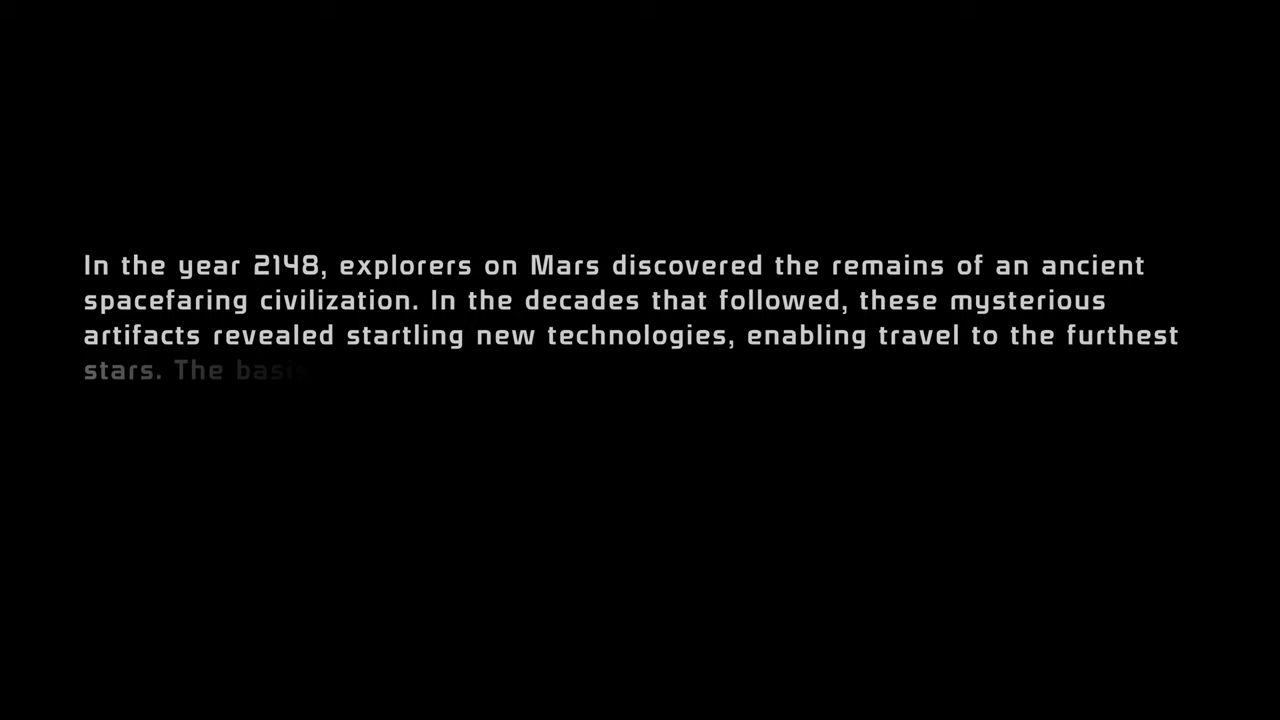 In the year 2148, explorers on Mars discovered the remains of an ancient
spacefaring civilization. In the decades that followed, these mysterious
artifacts revealed startling new technologies, enabling travel to the furthest
stars. The basis